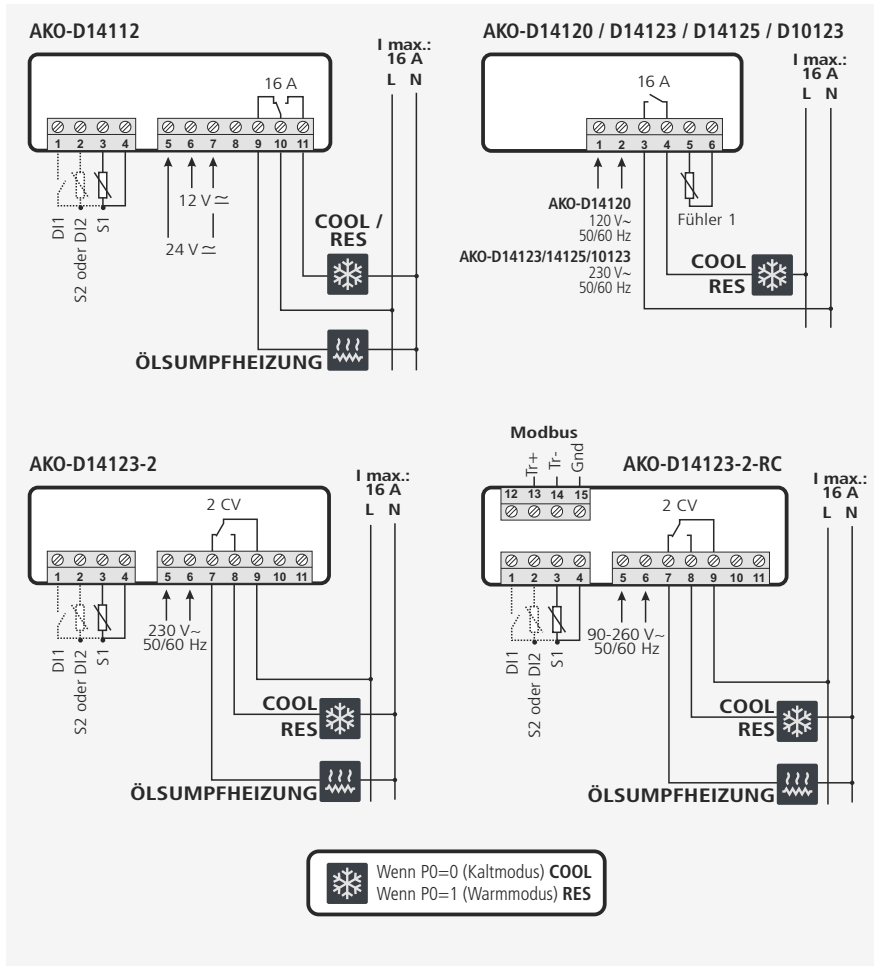 AKO-D14112
I max.:
16 A
L N
16 A
1 2 3 4 5 6 7 8 9 10 11
12 V
24 V
DI1
S2 oder DI2
S1
COOL /
RES
ÖLSUMPFHEIZUNG
AKO-D14120 / D14123 / D14125 / D10123
I max.:
16 A
L N
16 A
1 2 3 4 5 6
AKO-D14120
120 V~
50/60 Hz
AKO-D14123/14125/10123
230 V~
50/60 Hz
Fühler 1
COOL
RES
AKO-D14123-2
I max.:
16 A
L N
2 CV
1 2 3 4 5 6 7 8 9 10 11
230 V~
50/60 Hz
DI1
S2 oder DI2
S1
COOL
RES
ÖLSUMPFHEIZUNG
Modbus
Tr+
Tr-
Gnd
AKO-D14123-2-RC
I max.:
16 A
L N
12 13 14 15
2 CV
1 2 3 4 5 6 7 8 9 10 11
90-260 V~
50/60 Hz
DI1
S2 oder DI2
S1
COOL
RES
ÖLSUMPFHEIZUNG
Wenn P0=0 (Kaltmodus) COOL
Wenn P0=1 (Warmmodus) RES